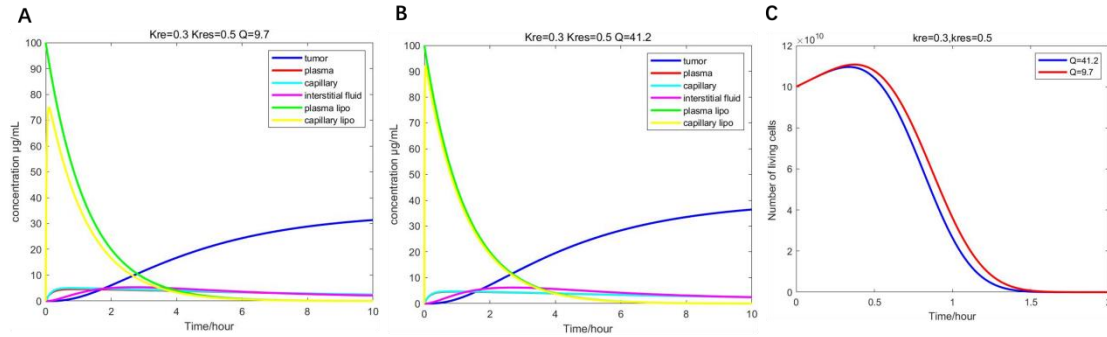 A
Kre=0.3 Kres=0.5 Q=9.7
100
90
80
70
60
50
40
30
20
10
0
concentration µg/mL
0 2 4 6 8 10
Time/hour
tumor
plasma
capillary
interstitial fluid
plasma lipo
capillary lipo
B
Kre=0.3 Kres=0.5 Q=41.2
100
90
80
70
60
50
40
30
20
10
0
concentration µg/mL
0 2 4 6 8 10
Time/hour
tumor
plasma
capillary
interstitial fluid
plasma lipo
capillary lipo
C
kre=0.3,kres=0.5
×10¹⁰
14
12
10
8
6
4
2
0
Number of living cells
0 0.5 1 1.5 2
Time/hour
Q=41.2
Q=9.7